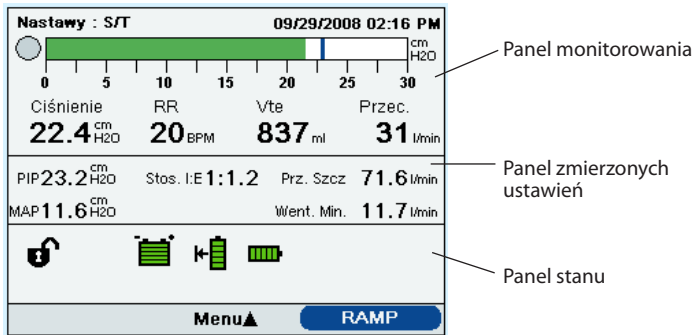 Nastawy : S/T 09/29/2008 02:16 PM
cm
H2O
0 5 10 15 20 25 30
Panel monitorowania
Ciśnienie RR Vte Przec.
22.4 cm H2O 20 BPM 837 ml 31 l/min
PIP 23.2 cm H2O Stos. I:E 1:1.2 Prz. Szcz 71.6 l/min
Panel zmierzonych
ustawień
MAP 11.6 cm H2O Went. Min. 11.7 l/min
Panel stanu
Menu▲ RAMP